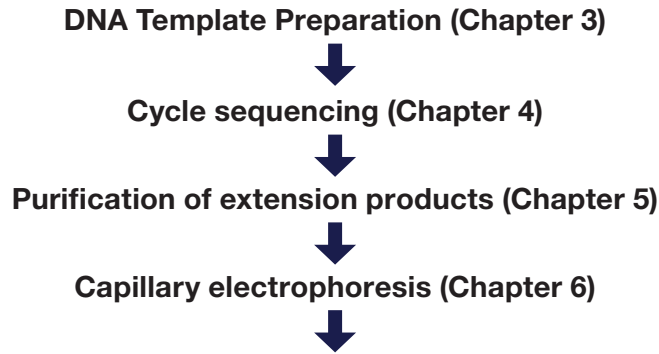 DNA Template Preparation (Chapter 3)
Cycle sequencing (Chapter 4)
Purification of extension products (Chapter 5)
Capillary electrophoresis (Chapter 6)